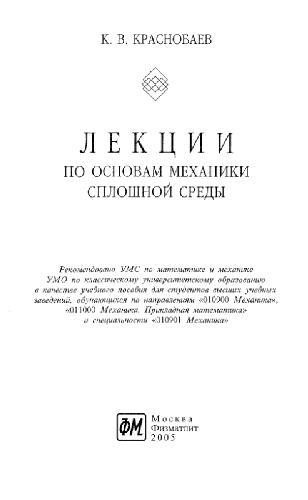 К. В. КРАСНОБАЕВ
ЛЕКЦИИ
ПО ОСНОВАМ МЕХАНИКИ
СПЛОШНОЙ СРЕДЫ
Рекомендовано УМС по математике и механике
УМО по классическому университетскому образованию
в качестве учебного пособия для студентов высших учебных
заведений, обучающихся по направлениям «010900 Механика»,
«011000 Механика. Прикладная математика»
и специальности «010901 Механика»
ФМ
Москва
Физматлит
2005